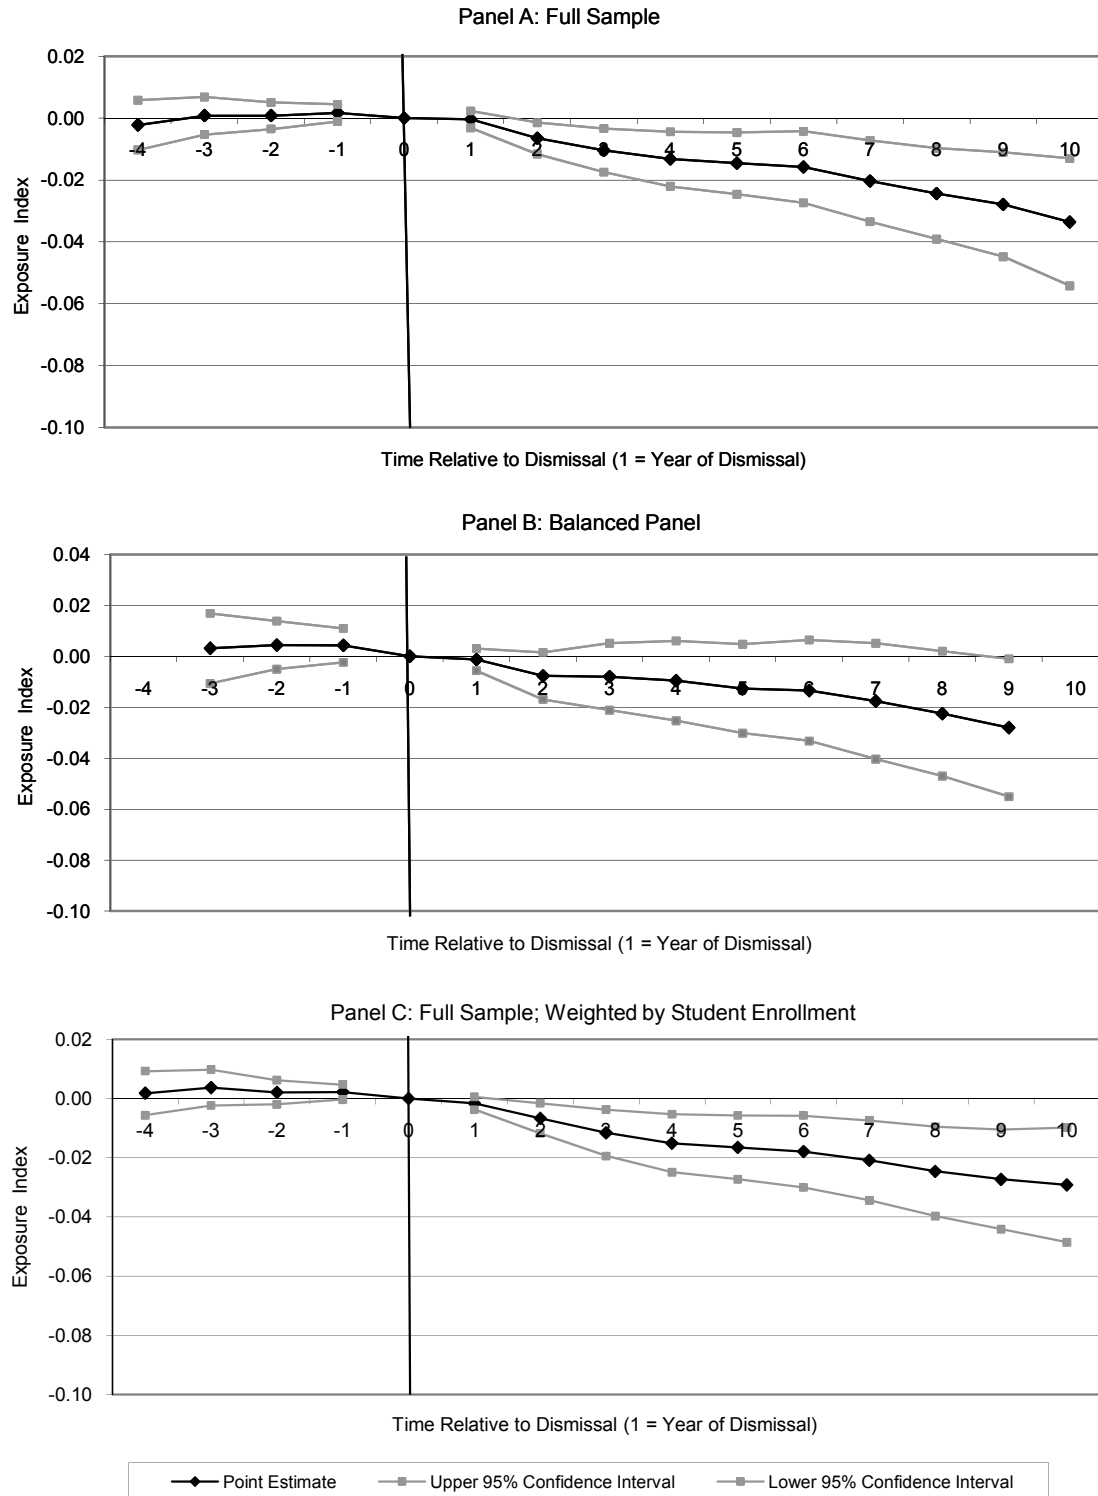 Panel A: Full Sample
0.02
0.00
-4 -3 -2 -1 0 1 2 3 4 5 6 7 8 9 10
-0.02
-0.04
-0.06
-0.08
-0.10
Exposure Index
Time Relative to Dismissal (1 = Year of Dismissal)
Panel B: Balanced Panel
0.04
0.02
0.00
-4 -3 -2 -1 0 1 2 3 4 5 6 7 8 9 10
-0.02
-0.04
-0.06
-0.08
-0.10
Exposure Index
Time Relative to Dismissal (1 = Year of Dismissal)
Panel C: Full Sample; Weighted by Student Enrollment
0.02
0.00
-4 -3 -2 -1 0 1 2 3 4 5 6 7 8 9 10
-0.02
-0.04
-0.06
-0.08
-0.10
Exposure Index
Time Relative to Dismissal (1 = Year of Dismissal)
Point Estimate Upper 95% Confidence Interval Lower 95% Confidence Interval